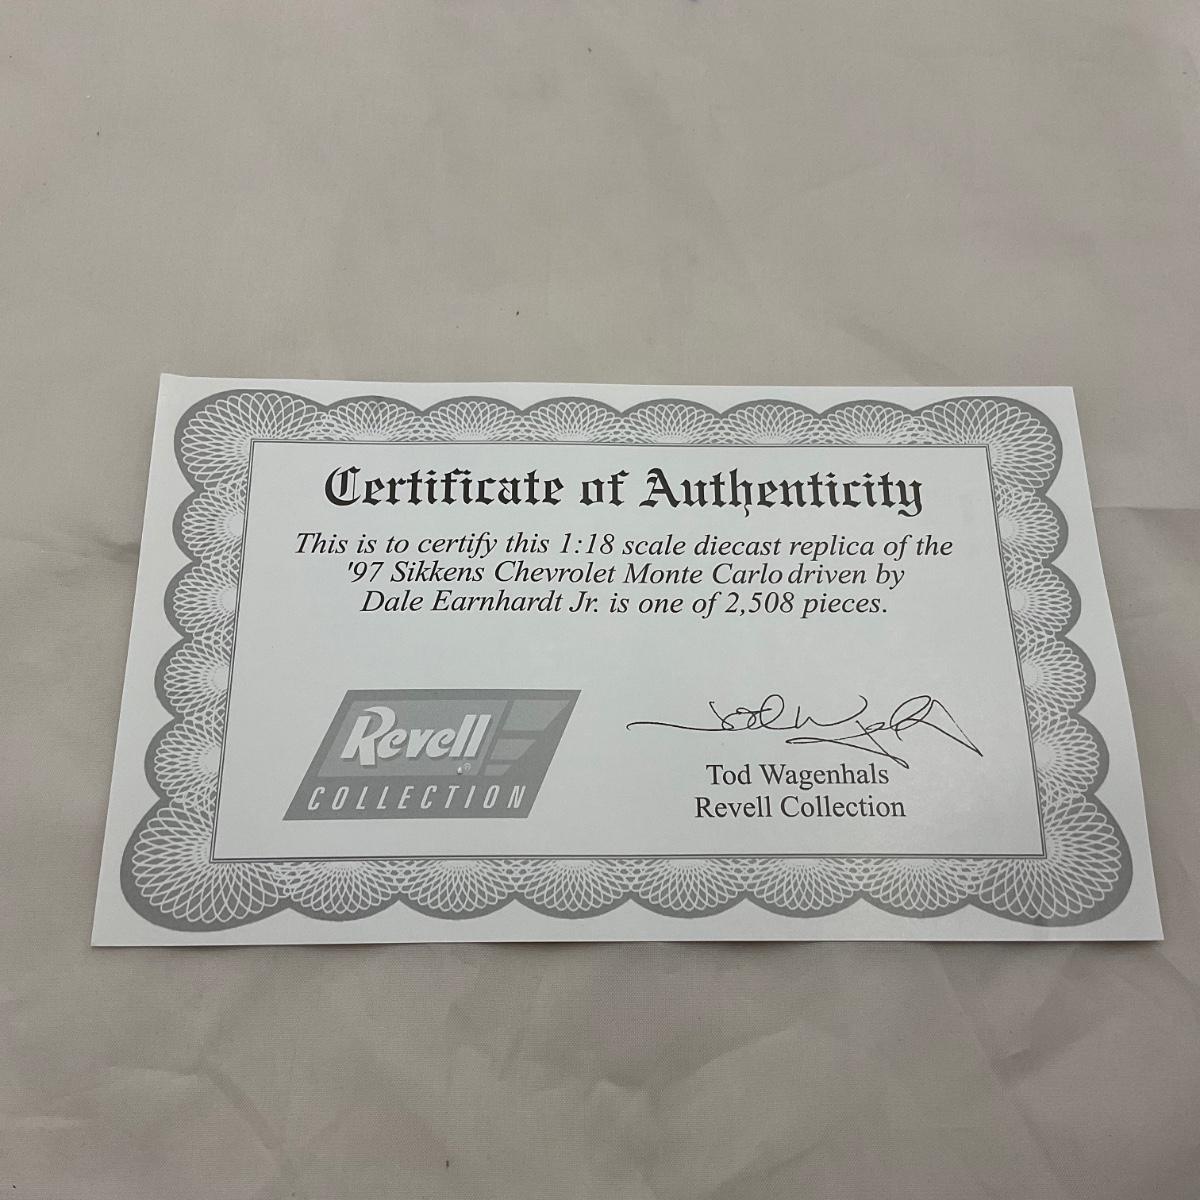 Certificate of Authenticity
This is to certify this 1:18 scale diecast replica of the
'97 Sikkens Chevrolet Monte Carlo driven by
Dale Earnhardt Jr. is one of 2,508 pieces.
Revell®
COLLECTION
Tod Wagenhals
Revell Collection